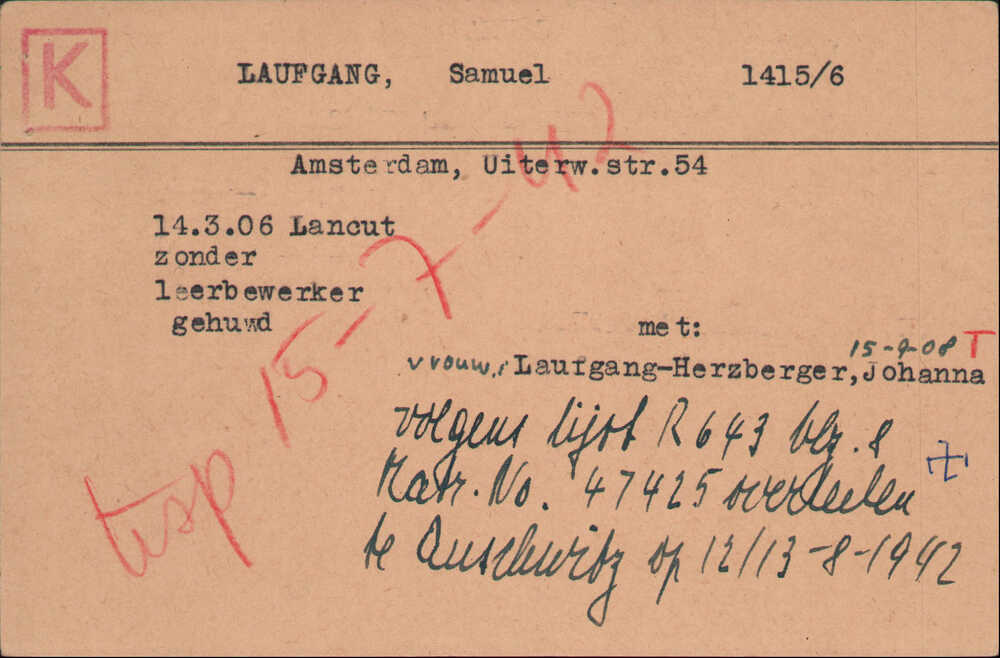 K
LAUFGANG, Samuel 1415/6
Amsterdam, Uiterw.str.54
14.3.06 Lancut
zonder
leerbewerker
gehuwd met:
15-9-08 T
vrouw: Laufgang-Herzberger, Johanna
tsp 15-7-42
volgens lijst R 643 blz. 8
Matr. No. 47425 overleden
te Auschwitz op 12/13-8-1942